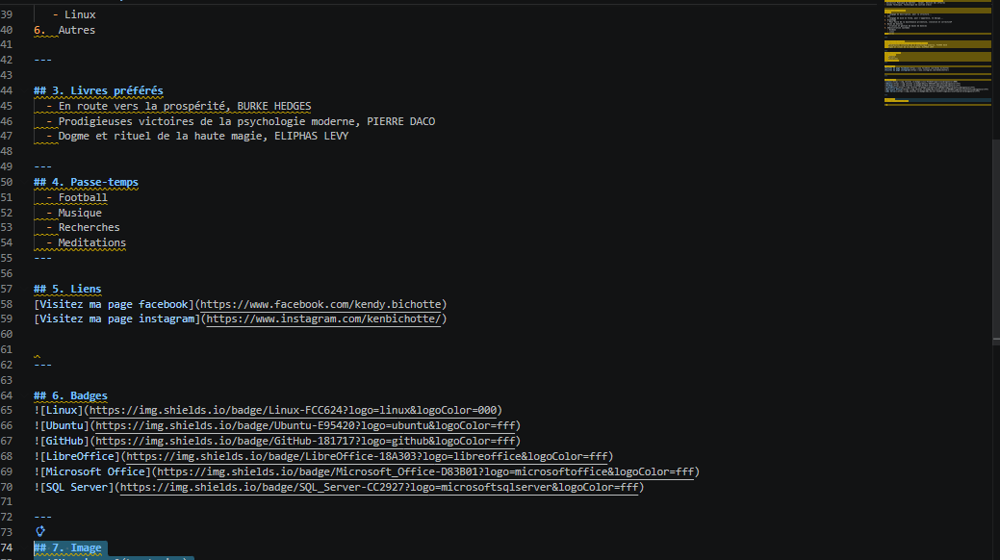 39 - Linux
40 6. Autres
41
42 ---
43
44 ## 3. Livres préférés
45 - En route vers la prospérité, BURKE HEDGES
46 - Prodigieuses victoires de la psychologie moderne, PIERRE DACO
47 - Dogme et rituel de la haute magie, ELIPHAS LEVY
48
49 ---
50 ## 4. Passe-temps
51 - Football
52 - Musique
53 - Recherches
54 - Meditations
55 ---
56
57 ## 5. Liens
58 [Visitez ma page facebook](https://www.facebook.com/kendy.bichotte)
59 [Visitez ma page instagram](https://www.instagram.com/kenbichotte/)
60
61
62 ---
63
64 ## 6. Badges
65 ![Linux](https://img.shields.io/badge/Linux-FCC624?logo=linux&logoColor=000)
66 ![Ubuntu](https://img.shields.io/badge/Ubuntu-E95420?logo=ubuntu&logoColor=fff)
67 ![GitHub](https://img.shields.io/badge/GitHub-181717?logo=github&logoColor=fff)
68 ![LibreOffice](https://img.shields.io/badge/LibreOffice-18A303?logo=libreoffice&logoColor=fff)
69 ![Microsoft Office](https://img.shields.io/badge/Microsoft_Office-D83B01?logo=microsoftoffice&logoColor=fff)
70 ![SQL Server](https://img.shields.io/badge/SQL_Server-CC2927?logo=microsoftsqlserver&logoColor=fff)
71
72 ---
73
74 ## 7. Image